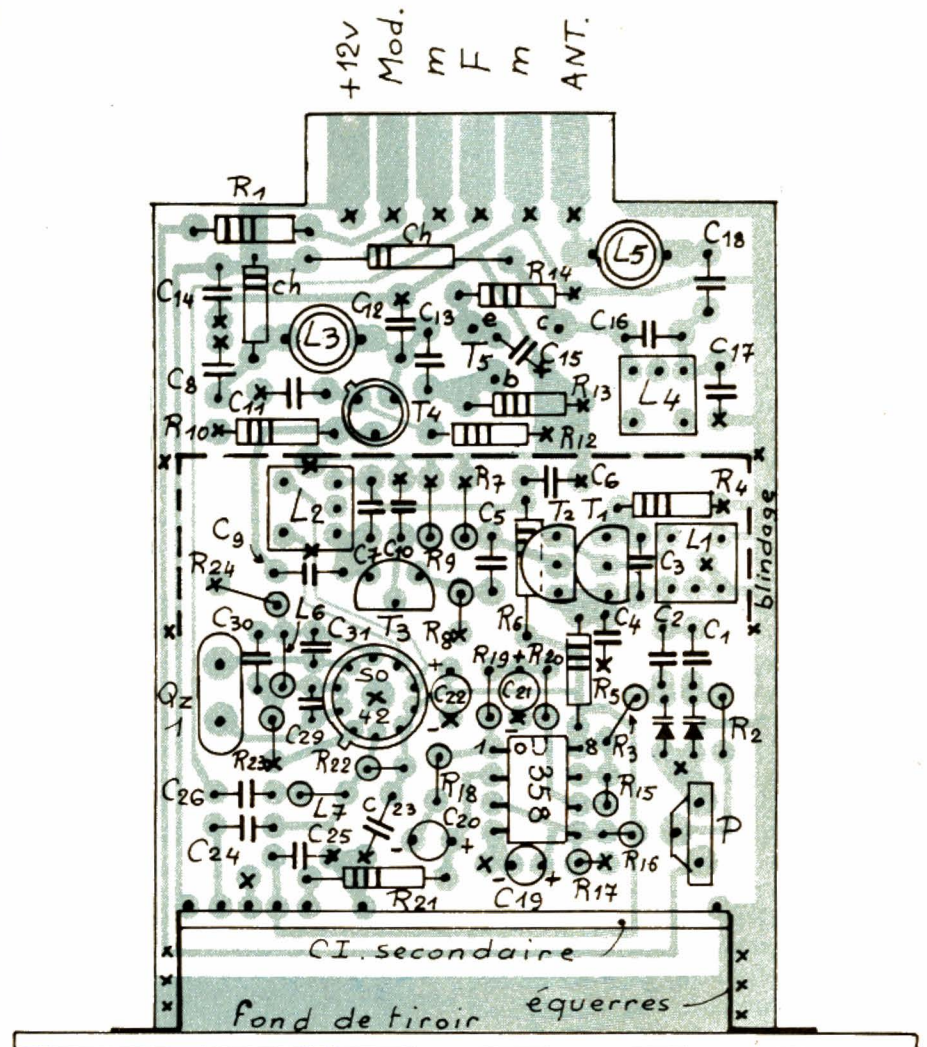 +12v Mod. m F m ANT.
R1
Ch
L5
C18
C14
ch
R14
C12
C13
e
c
C16
L3
T5
C15
+
C17
C8
b
R13
L4
C11
T4
R10
R12
R7
C6
R4
L2
C5
T2 T1
blindage
C9
C7 C10
R9
C3
L1
R24
T3
R8
R6
C4
C2
C1
C30
L6
C31
R19
+
R20
Qz
1
SO
42
+
C22
-
C21
-
R5
C29
R3
R2
R23
R22
1
8
358
C26
L7
C23
R18
R15
C24
C25
C20
-
+
R16
P
R21
-
C19
+
R17
CI. secondaire
équerres
fond de tiroir